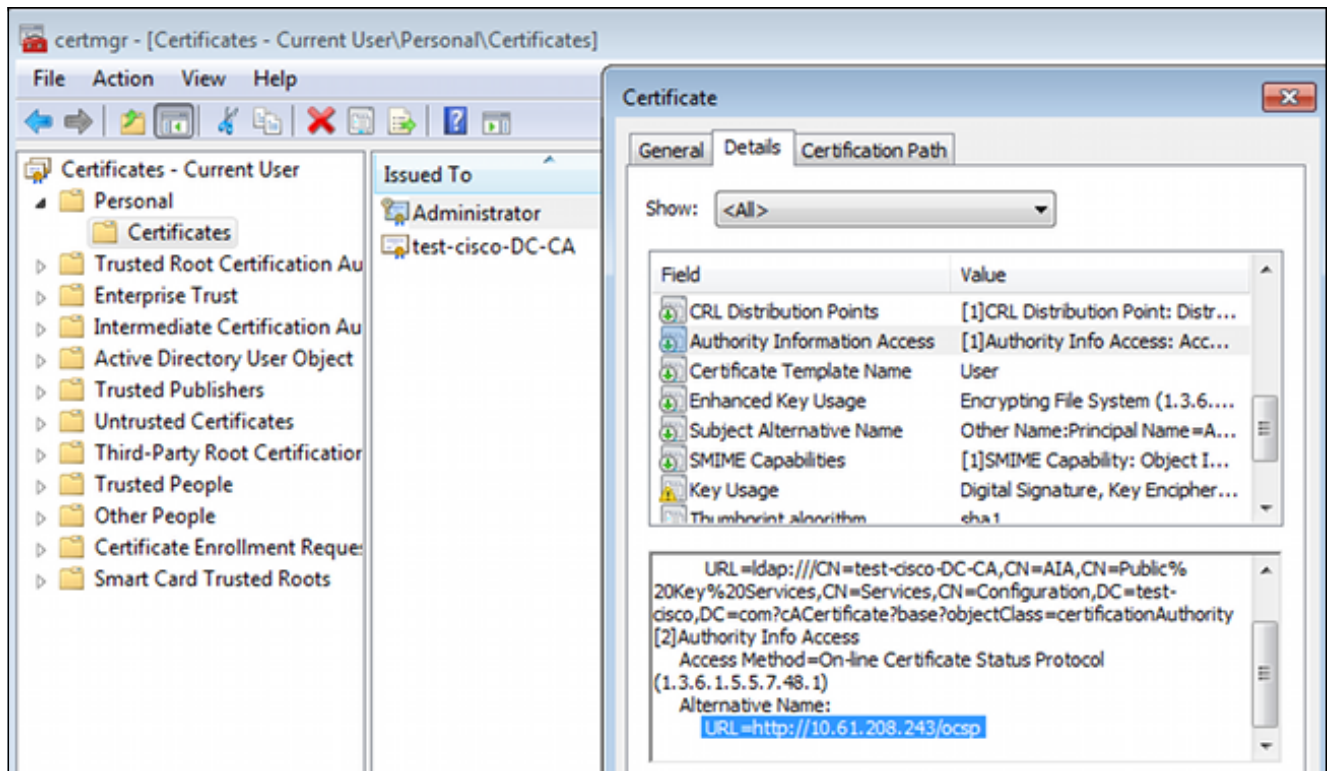 certmgr - [Certificates - Current User\Personal\Certificates]
File Action View Help
Certificates - Current User
Personal
Certificates
Trusted Root Certification Au
Enterprise Trust
Intermediate Certification Au
Active Directory User Object
Trusted Publishers
Untrusted Certificates
Third-Party Root Certification
Trusted People
Other People
Certificate Enrollment Reque
Smart Card Trusted Roots
Issued To
Administrator
test-cisco-DC-CA
Certificate
General Details Certification Path
Show: <All>
Field Value
CRL Distribution Points [1]CRL Distribution Point: Distr...
Authority Information Access [1]Authority Info Access: Acc...
Certificate Template Name User
Enhanced Key Usage Encrypting File System (1.3.6....
Subject Alternative Name Other Name:Principal Name=A...
SMIME Capabilities [1]SMIME Capability: Object I...
Key Usage Digital Signature, Key Encipher...
Thumbprint algorithm sha1
URL=ldap:///CN=test-cisco-DC-CA,CN=AIA,CN=Public%
20Key%20Services,CN=Services,CN=Configuration,DC=test-
cisco,DC=com?cACertificate?base?objectClass=certificationAuthority
[2]Authority Info Access
Access Method=On-line Certificate Status Protocol
(1.3.6.1.5.5.7.48.1)
Alternative Name:
URL=http://10.61.208.243/ocsp